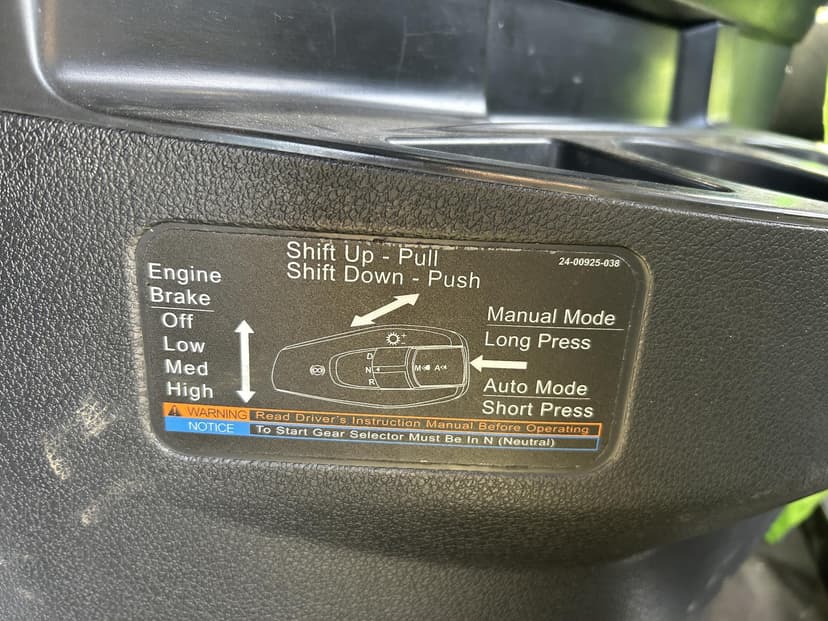 Shift Up - Pull
Shift Down - Push
24-00925-038
Engine
Brake
Off
Low
Med
High
Manual Mode
Long Press
Auto Mode
Short Press
D
N
R
M
A
+
-
WARNING Read Driver's Instruction Manual Before Operating
NOTICE To Start Gear Selector Must Be In N (Neutral)